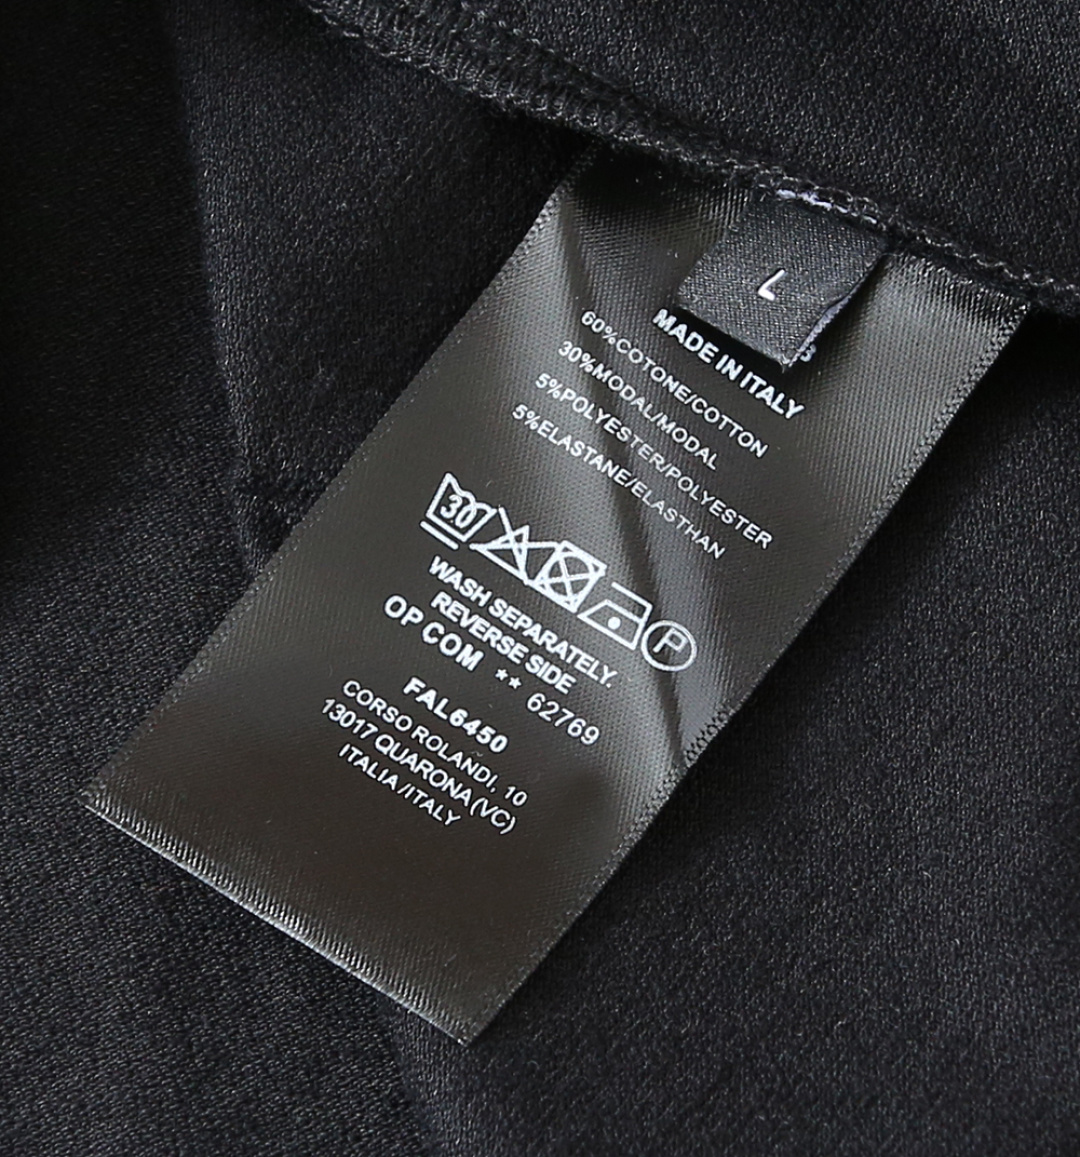 L
MADE IN ITALY
60%COTONE/COTTON
30%MODAL/MODAL
5%POLYESTER/POLYESTER
5%ELASTANE/ELASTHAN
30
P
WASH SEPARATELY.
REVERSE SIDE
OP COM ** 62769
FAL6450
CORSO ROLANDI, 10
13017 QUARONA(VC)
ITALIA/ITALY